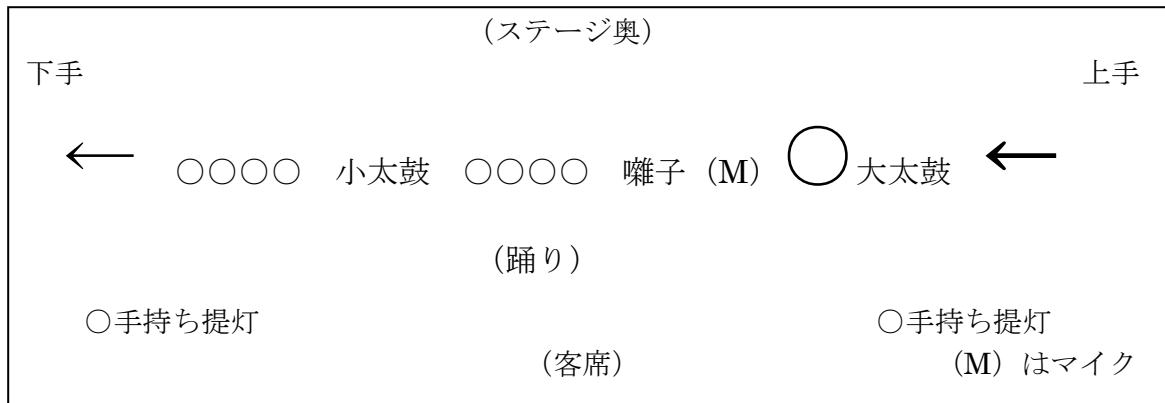 （ステージ奥）
下手 上手
← ○○○○ 小太鼓 ○○○○ 囃子（M） ○大太鼓 ←
（踊り）
○手持ち提灯 ○手持ち提灯
（客席） （M）はマイク